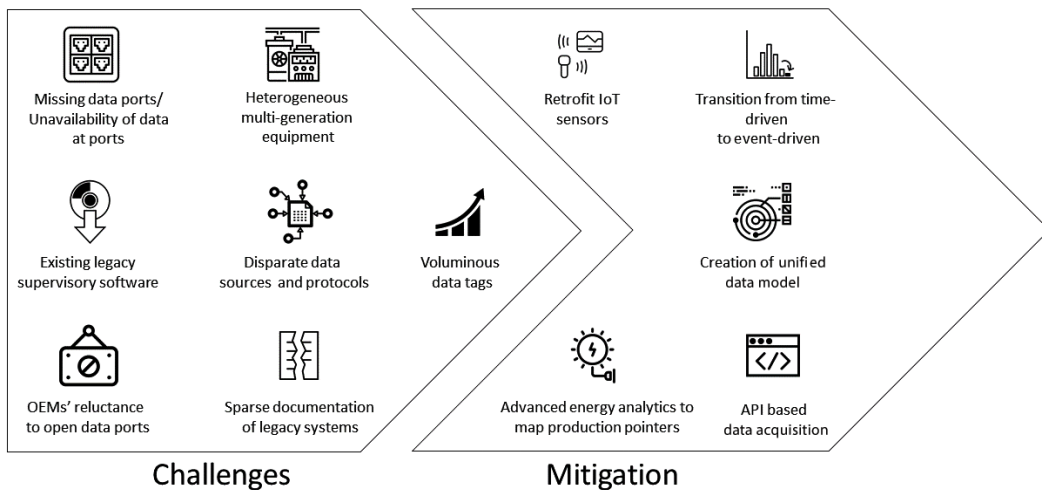 Missing data ports/
Unavailability of data
at ports
Heterogeneous
multi-generation
equipment
Existing legacy
supervisory software
Disparate data
sources and protocols
Voluminous
data tags
OEMs’ reluctance
to open data ports
Sparse documentation
of legacy systems
Challenges
Retrofit IoT
sensors
Transition from time-
driven
to event-driven
Creation of unified
data model
Advanced energy analytics to
map production pointers
API based
data acquisition
Mitigation